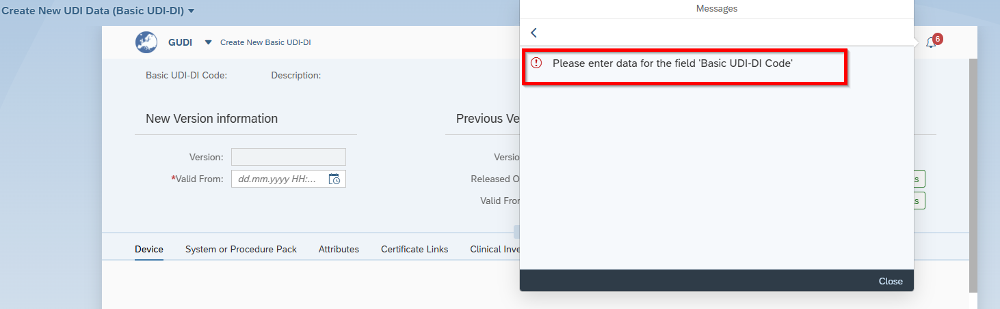 Create New UDI Data (Basic UDI-DI)
Messages
GUDI Create New Basic UDI-DI
6
Please enter data for the field 'Basic UDI-DI Code'
Basic UDI-DI Code: Description:
New Version information
Previous Ve
Version:
Versio
*Valid From: dd.mm.yyyy HH:...
Released O
s
Valid Fro
s
Device System or Procedure Pack Attributes Certificate Links Clinical Inve
Close